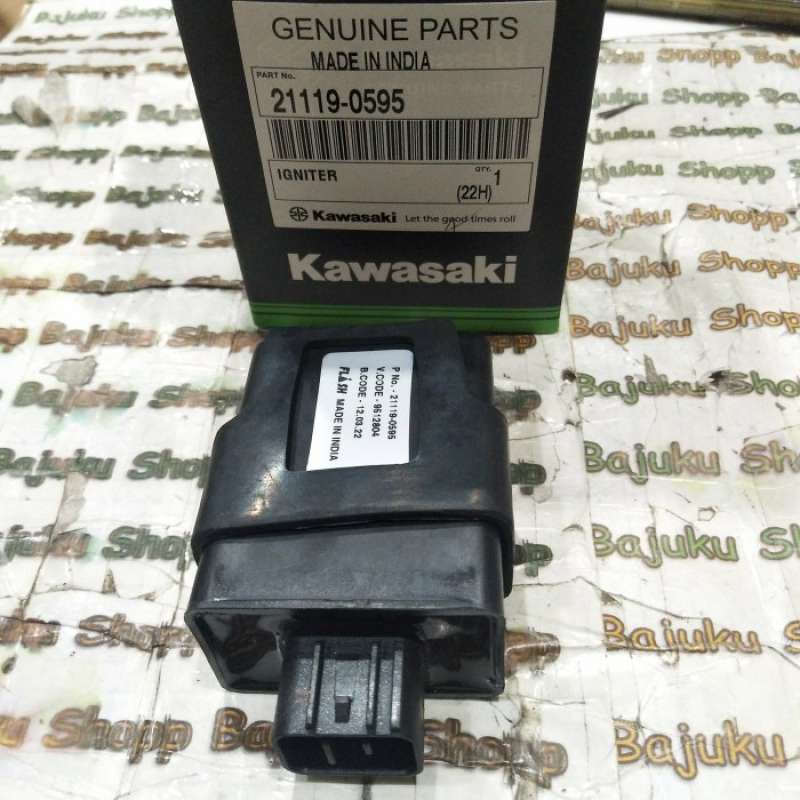 GENUINE PARTS
MADE IN INDIA
PART No.
21119-0595
IGNITER
QTY. 1
(22H)
Kawasaki Let the good times roll
Kawasaki
P No. - 21119-0595
V.CODE - 9512804
B.CODE - 12.03.22
FLASH MADE IN INDIA
Bajuku Shopp